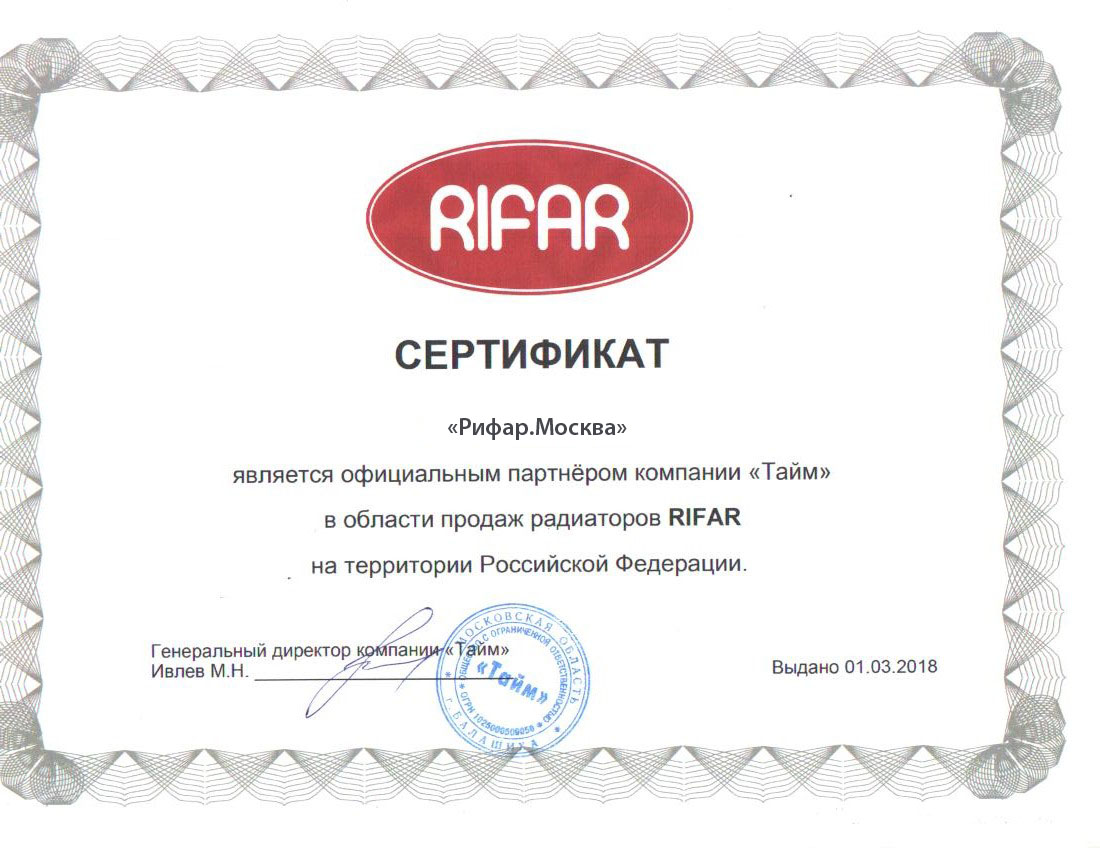 RIFAR
СЕРТИФИКАТ
«Рифар.Москва»
является официальным партнёром компании «Тайм»
в области продаж радиаторов RIFAR
на территории Российской Федерации.
Генеральный директор компании «Тайм»
Ивлев М.Н.
Выдано 01.03.2018
МОСКОВСКАЯ ОБЛАСТЬ
* г. БАЛАШИХА *
ОБЩЕСТВО С ОГРАНИЧЕННОЙ ОТВЕТСТВЕННОСТЬЮ
* ОГРН 1025000509050 *
«Тайм»